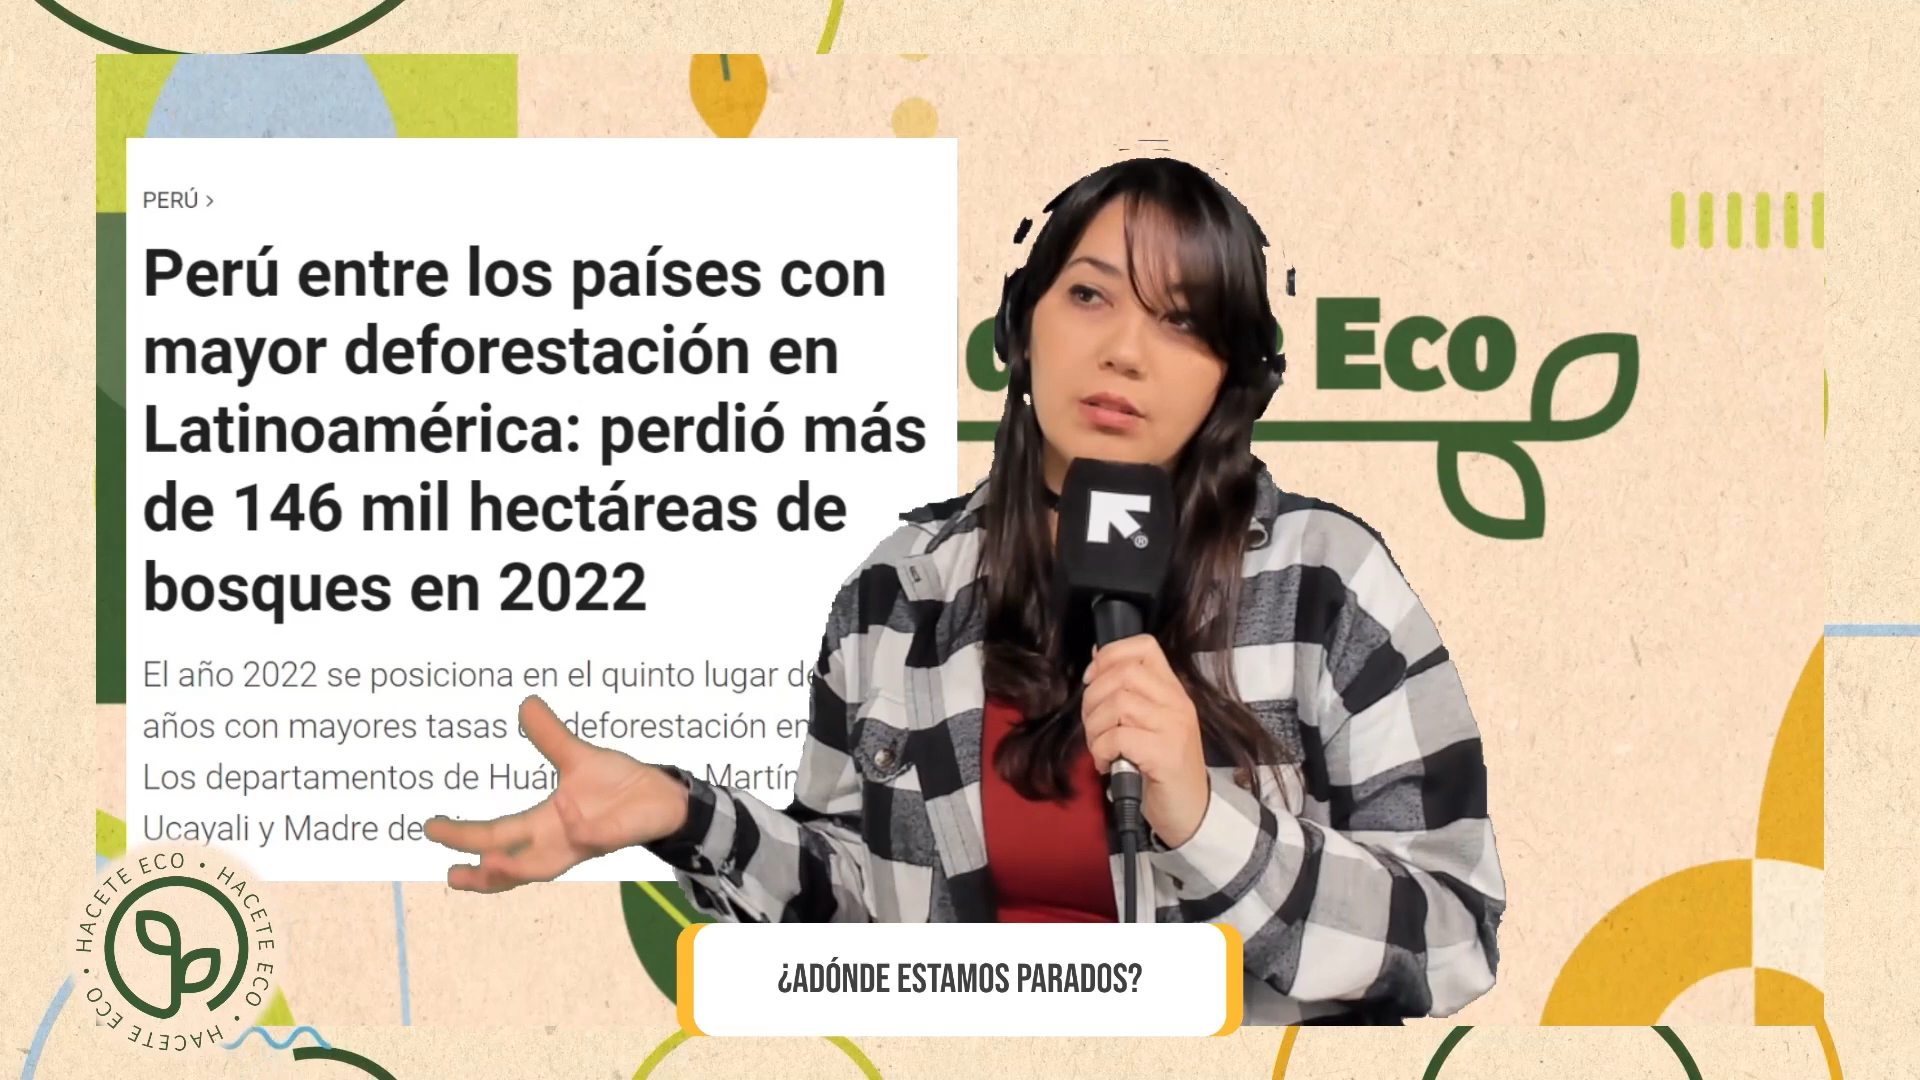 PERÚ >
Perú entre los países con
mayor deforestación en
Latinoamérica: perdió más
de 146 mil hectáreas de
bosques en 2022
El año 2022 se posiciona en el quinto lugar
años con mayores tasas deforestación
Los departamentos de Martín
Ucayali y Madre de
Eco
HACETE ECO • HACETE ECO • HACETE ECO •
®
¿ADÓNDE ESTAMOS PARADOS?